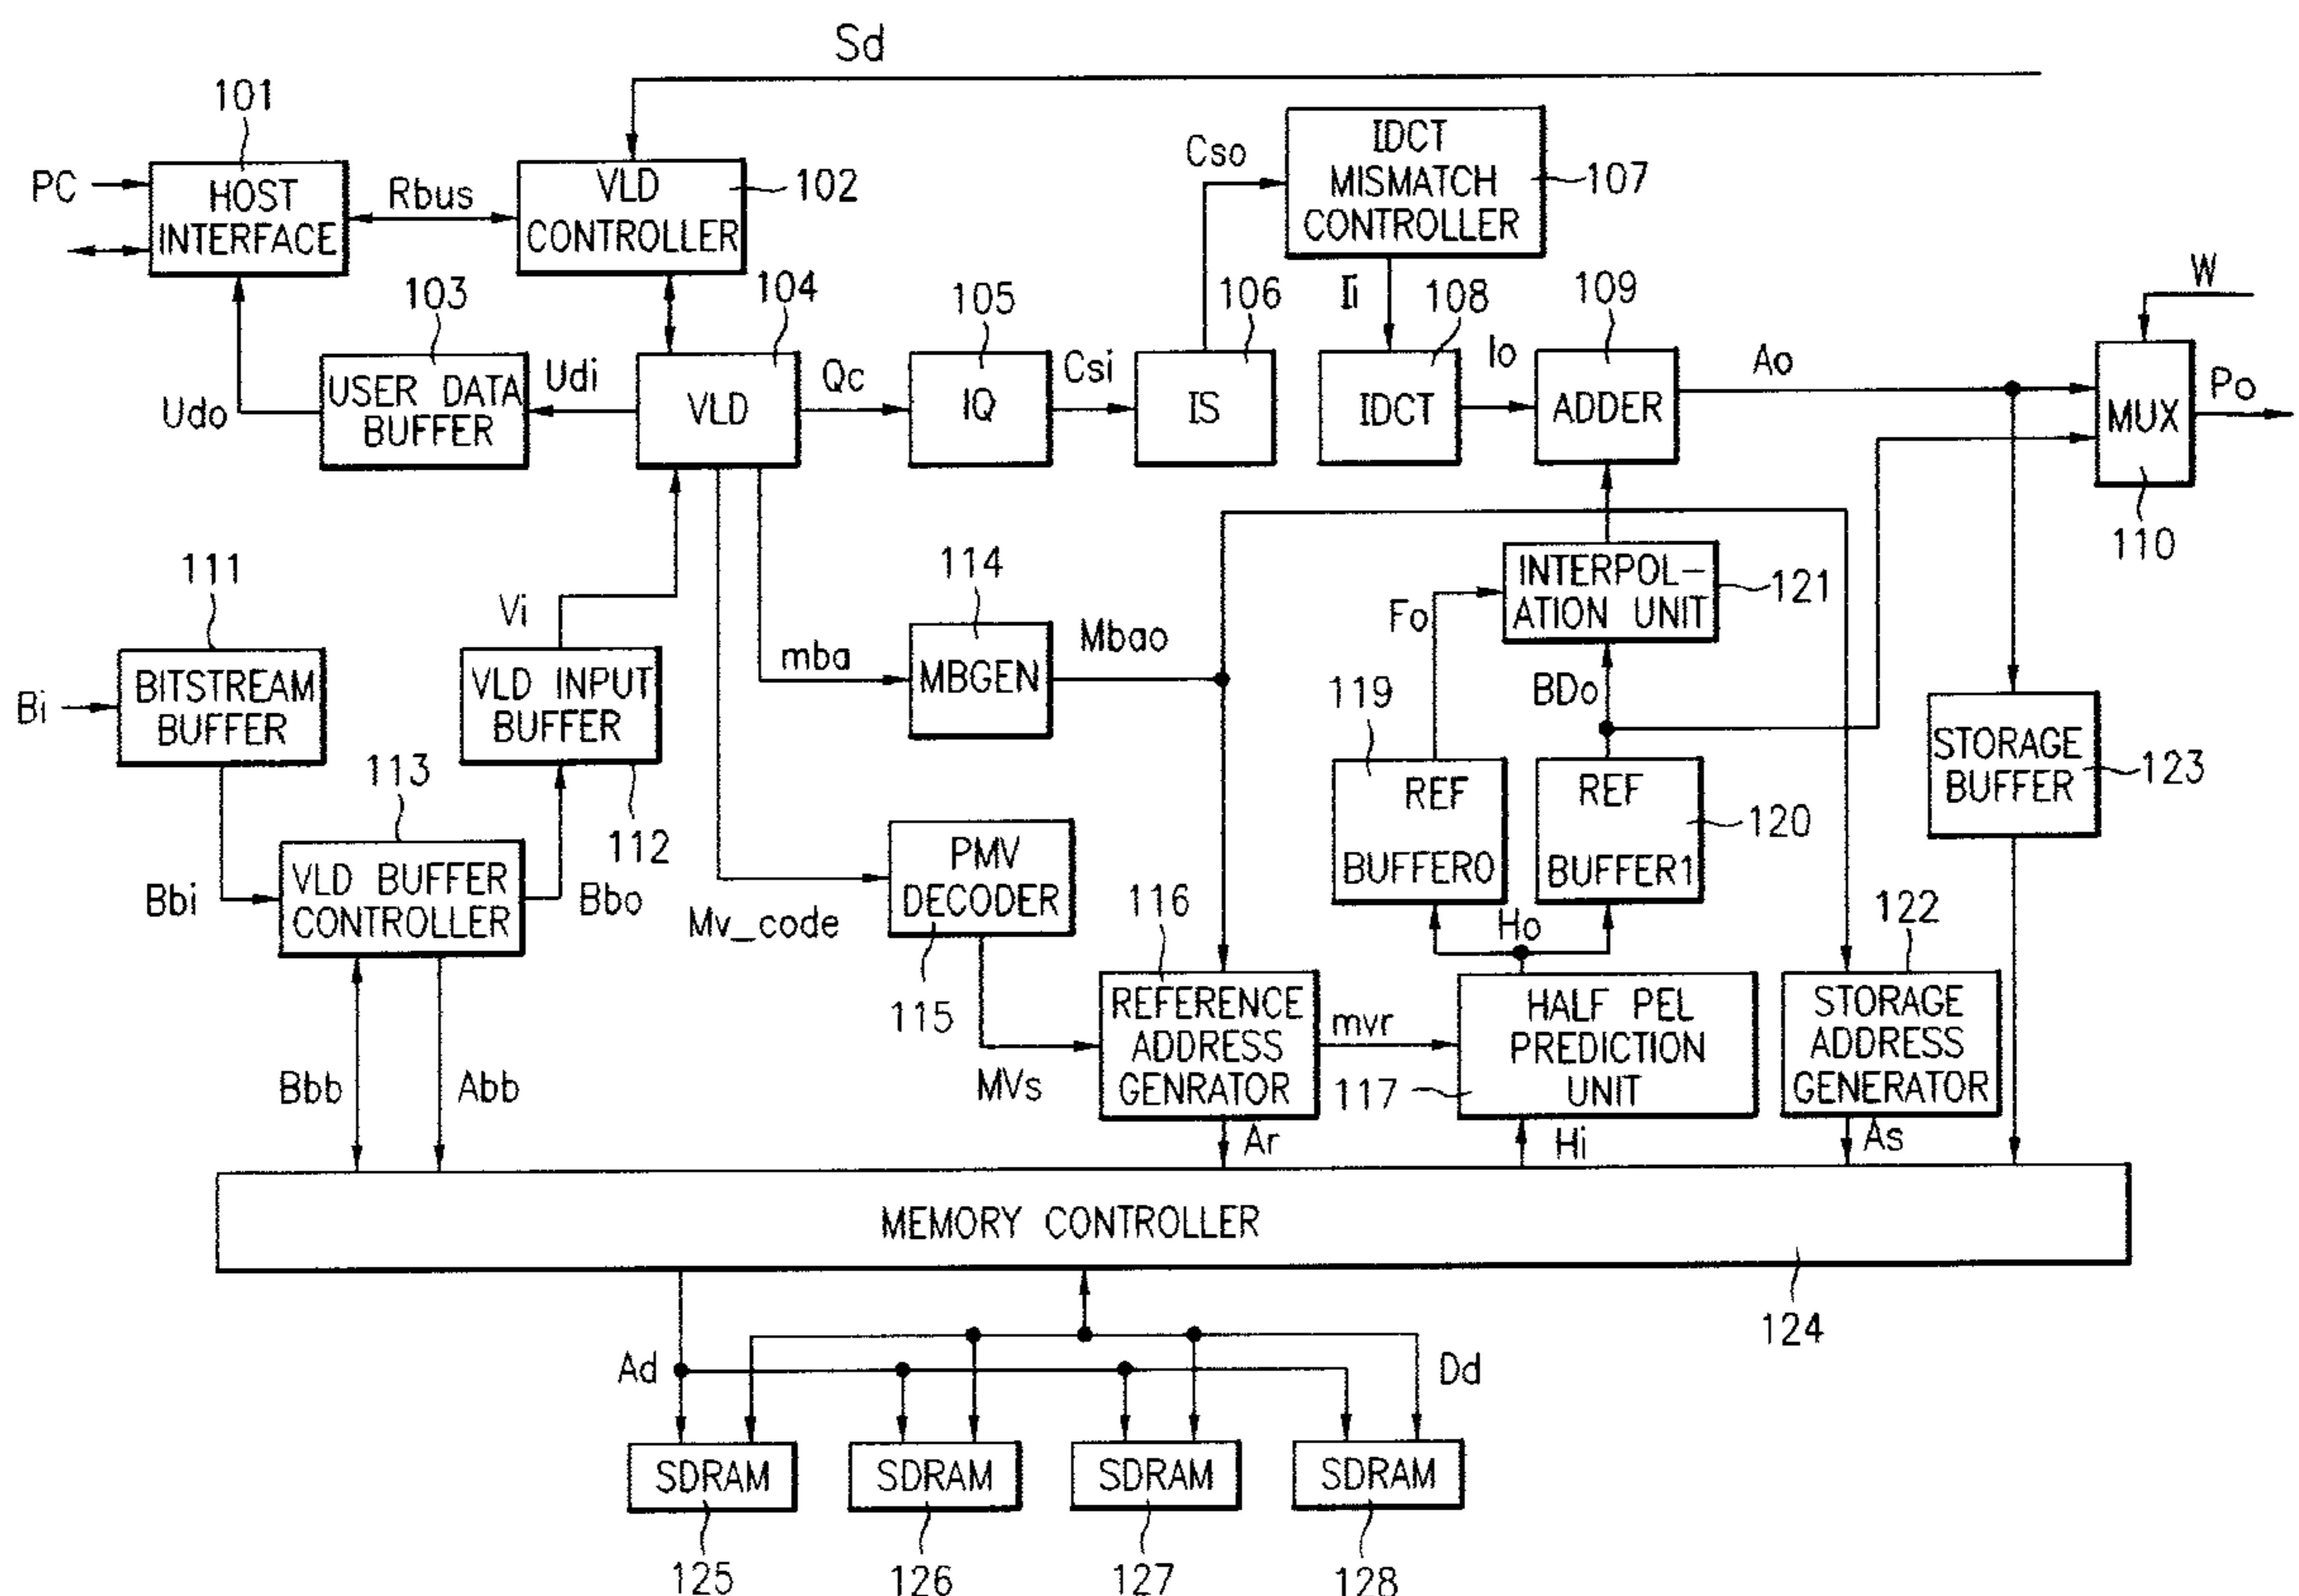 Sd
101
PC
HOST
INTERFACE
Rbus
VLD
CONTROLLER
102
Cso
IDCT
MISMATCH
CONTROLLER
107
W
103
104
105
106
Ii
108
109
Udo
USER DATA
BUFFER
Udi
VLD
Qc
IQ
Csi
IS
IDCT
Io
ADDER
Ao
MUX
Po
110
111
Vi
114
Fo
INTERPOL-
ATION UNIT
121
Bi
BITSTREAM
BUFFER
VLD INPUT
BUFFER
mba
MBGEN
Mbao
119
BDo
STORAGE
BUFFER
123
113
112
REF
BUFFER0
REF
BUFFER1
120
Bbi
VLD BUFFER
CONTROLLER
Bbo
Mv_code
PMV
DECODER
116
Ho
122
115
REFERENCE
ADDRESS
GENRATOR
mvr
HALF PEL
PREDICTION
UNIT
117
STORAGE
ADDRESS
GENERATOR
Bbb
Abb
MVs
Ar
Hi
As
MEMORY CONTROLLER
124
Ad
Dd
SDRAM
SDRAM
SDRAM
SDRAM
125
126
127
128